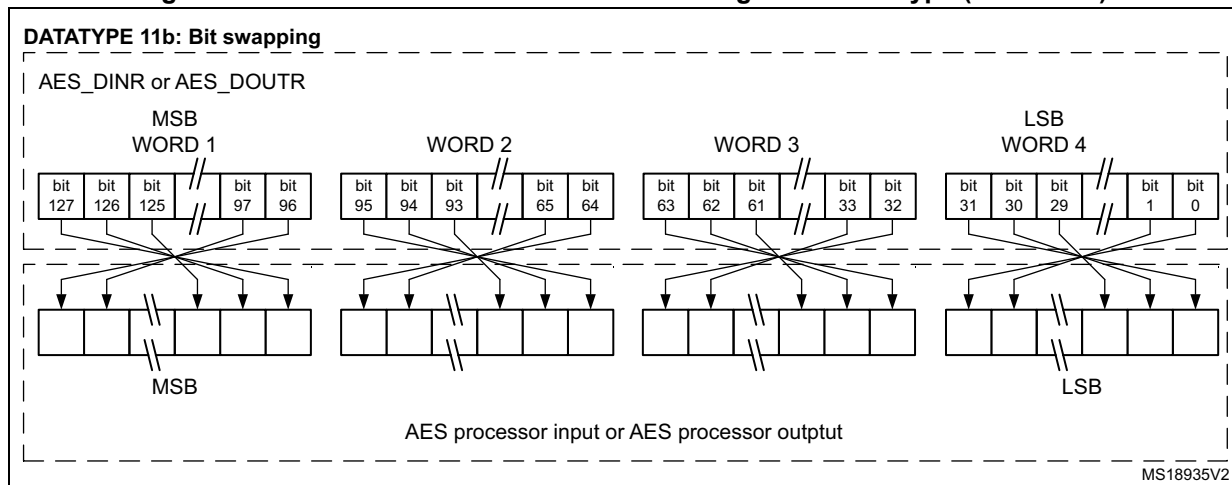 DATATYPE 11b: Bit swapping
AES_DINR or AES_DOUTR
MSB LSB
WORD 1 WORD 2 WORD 3 WORD 4
bit 127 bit 126 bit 125 bit 97 bit 96 bit 95 bit 94 bit 93 bit 65 bit 64 bit 63 bit 62 bit 61 bit 33 bit 32 bit 31 bit 30 bit 29 bit 1 bit 0
MSB LSB
AES processor input or AES processor outptut
MS18935V2